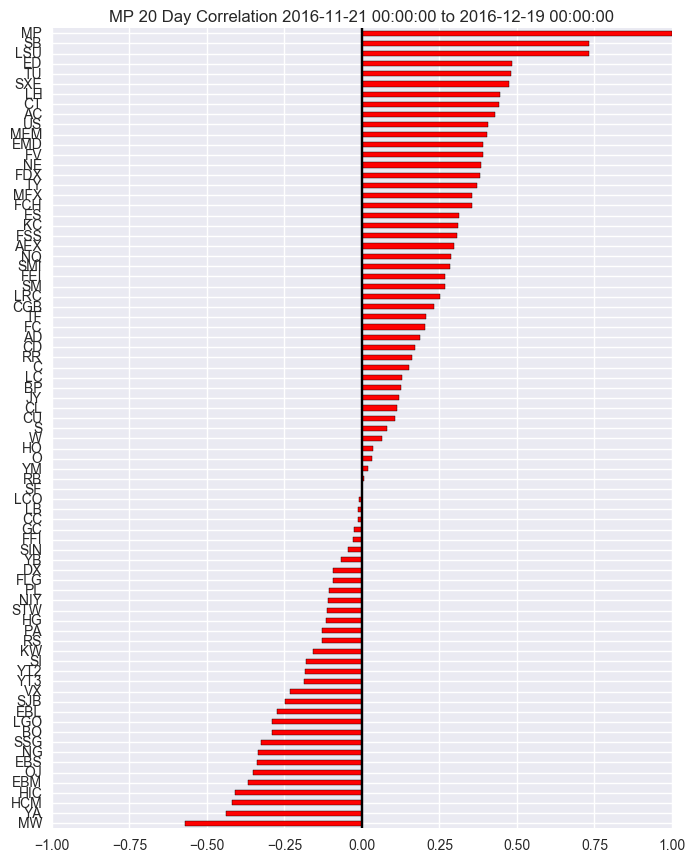 MP 20 Day Correlation 2016-11-21 00:00:00 to 2016-12-19 00:00:00
MP
SB
LSU
ED
TU
SXE
LH
CT
AC
US
MEM
EMD
FV
NE
FDX
TY
MFX
FCH
ES
KC
FSS
AEX
NQ
SMI
FEI
SM
LRC
CGB
TF
FC
AD
CD
RR
C
LC
BP
JY
CL
CU
S
W
HO
O
YM
RB
SF
LCO
LB
CC
GC
FFI
SIN
YB
DX
FLG
PL
NIY
STW
HG
PA
RS
KW
SI
YT2
YT3
VX
SJB
EBL
LGO
BO
SSG
NG
EBS
OJ
EBM
HIC
HCM
YA
MW
−1.00 −0.75 −0.50 −0.25 0.00 0.25 0.50 0.75 1.00